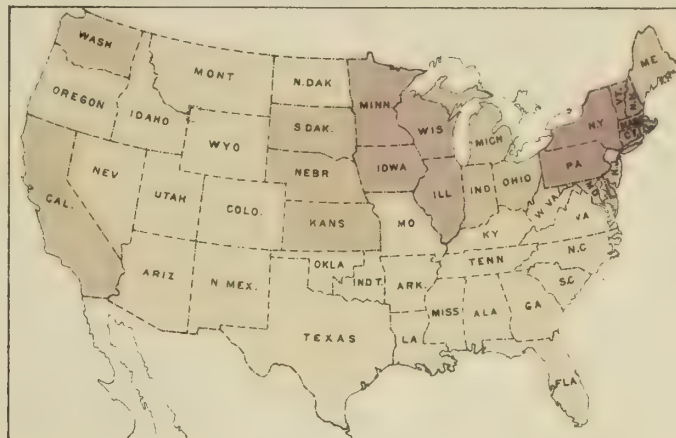 WASH
MONT
N.DAK
MINN.
ME
OREGON
IDAHO
WYO
S.DAK.
WIS
MICH
N.Y.
VT.
N.H.
CT.
NEV
UTAH
COLO.
NEBR
IOWA
ILL
IND
OHIO
PA.
CAL.
KANS
MO
KY
W VA
VA
ARIZ
N MEX.
OKLA
IND T.
ARK.
TENN
N.C
S.C
TEXAS
LA
MISS
ALA
GA
FLA